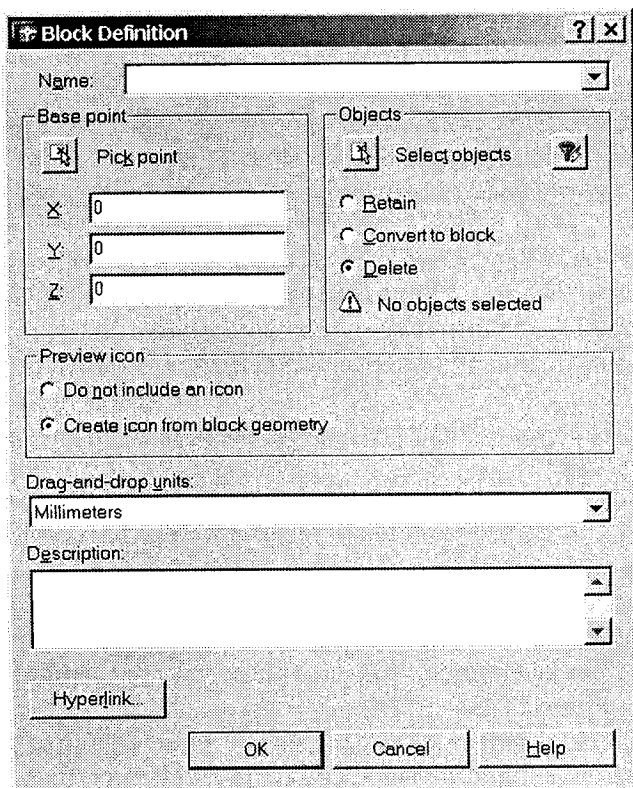 Block Definition
Name:
Base point
Pick point
X: 0
Y: 0
Z: 0
Objects
Select objects
Retain
Convert to block
Delete
No objects selected
Preview icon
Do not include an icon
Create icon from block geometry
Drag-and-drop units:
Millimeters
Description:
Hyperlink...
OK Cancel Help